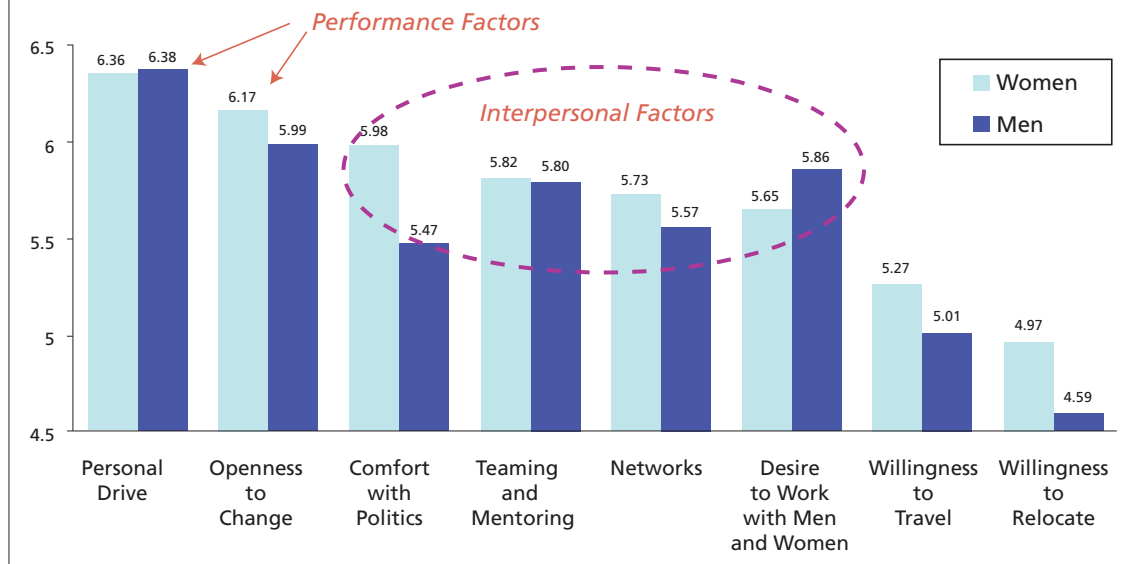 Performance Factors
6.5
6.36
6.38
6.17
5.99
5.98
5.47
Interpersonal Factors
5.82
5.80
5.73
5.57
5.65
5.86
5.27
5.01
4.97
4.59
Women
Men
6
5.5
5
4.5
Personal
Drive
Openness
to
Change
Comfort
with
Politics
Teaming
and
Mentoring
Networks
Desire
to Work
with Men
and Women
Willingness
to
Travel
Willingness
to
Relocate